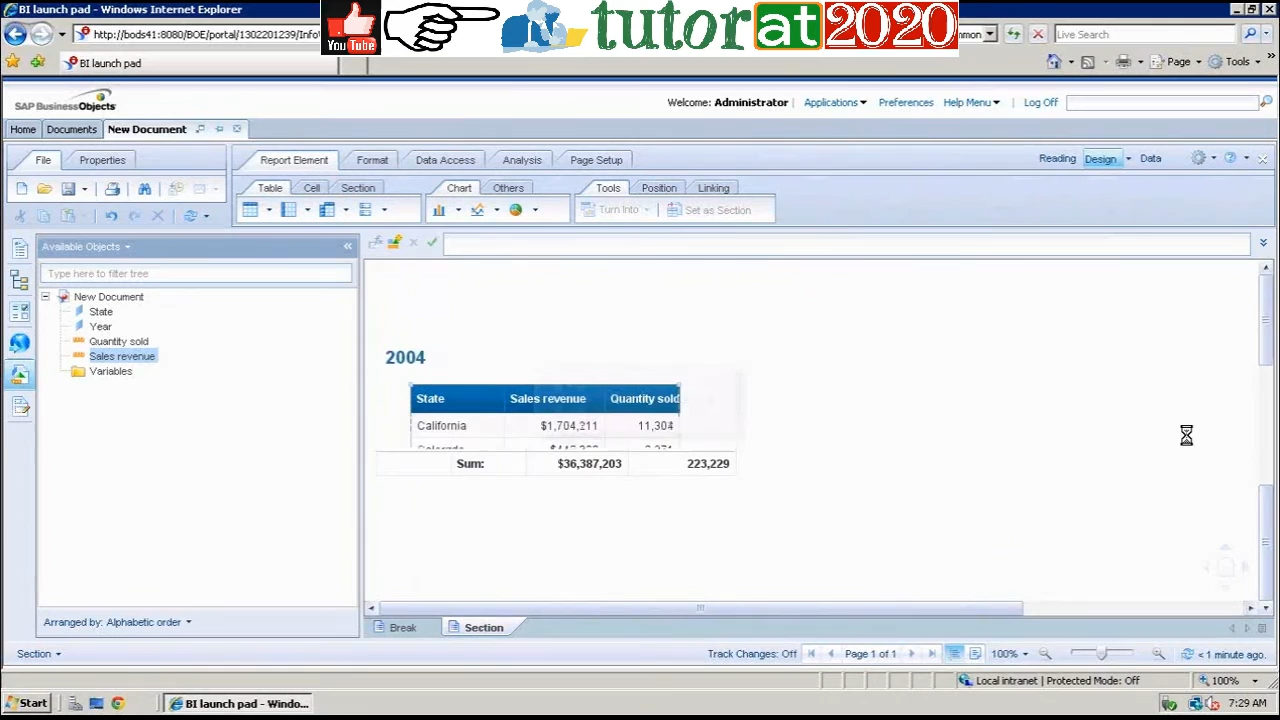 BI launch pad - Windows Internet Explorer
You Tube tutor at 2020
http://bods41:8080/BOE/portal/1302201239/Info
Live Search
BI launch pad
Page Tools
SAP BusinessObjects
Welcome: Administrator Applications Preferences Help Menu Log Off
Home Documents New Document
File Properties Report Element Format Data Access Analysis Page Setup Reading Design Data
Table Cell Section Chart Others Tools Position Linking
Turn Into Set as Section
Available Objects
Type here to filter tree
New Document
State
Year
Quantity sold
Sales revenue
Variables
2004
State Sales revenue Quantity sold
California $1,704,211 11,304
Sum: $36,387,203 223,229
Arranged by: Alphabetic order
Break Section
Section Track Changes: Off Page 1 of 1 100% < 1 minute ago.
Local intranet | Protected Mode: Off 100%
Start BI launch pad - Windo... 7:29 AM